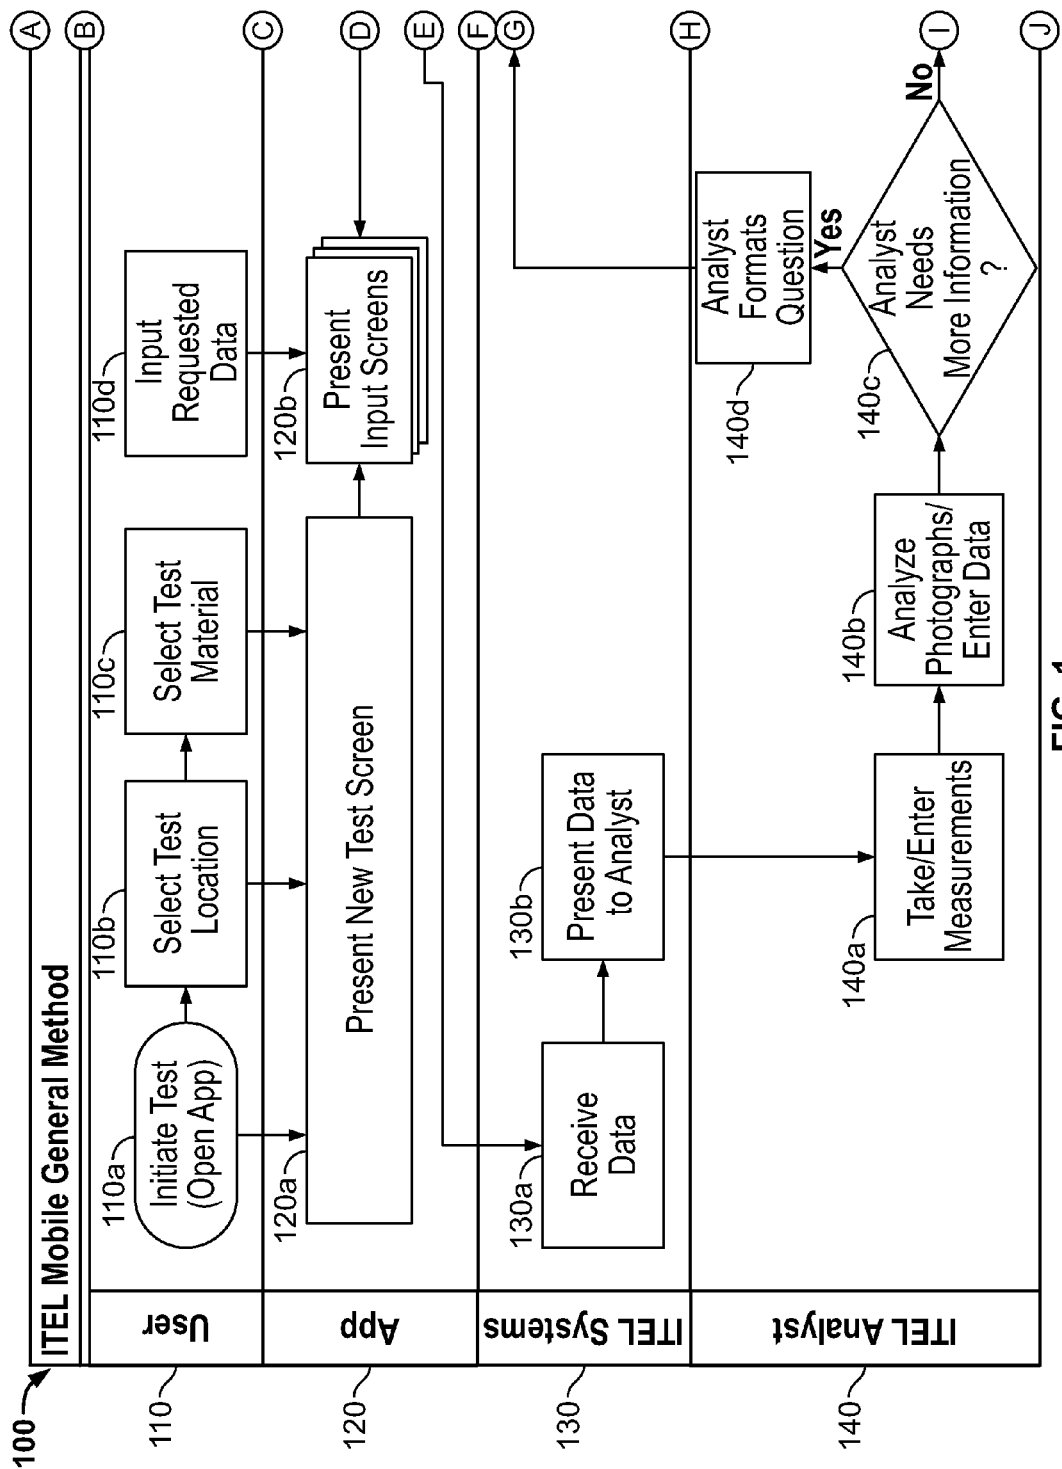 100
ITEL Mobile General Method
A
B
110
User
110a
Initiate Test
(Open App)
110b
Select Test
Location
110c
Select Test
Material
110d
Input
Requested
Data
C
120
App
120a
Present New Test Screen
120b
Present
Input Screens
D
E
F
130
ITEL Systems
130a
Receive
Data
130b
Present Data
to Analyst
G
H
140
ITEL Analyst
140a
Take/Enter
Measurements
140b
Analyze
Photographs/
Enter Data
140c
Analyst
Needs
More Information
?
Yes
No
140d
Analyst
Formats
Question
I
J